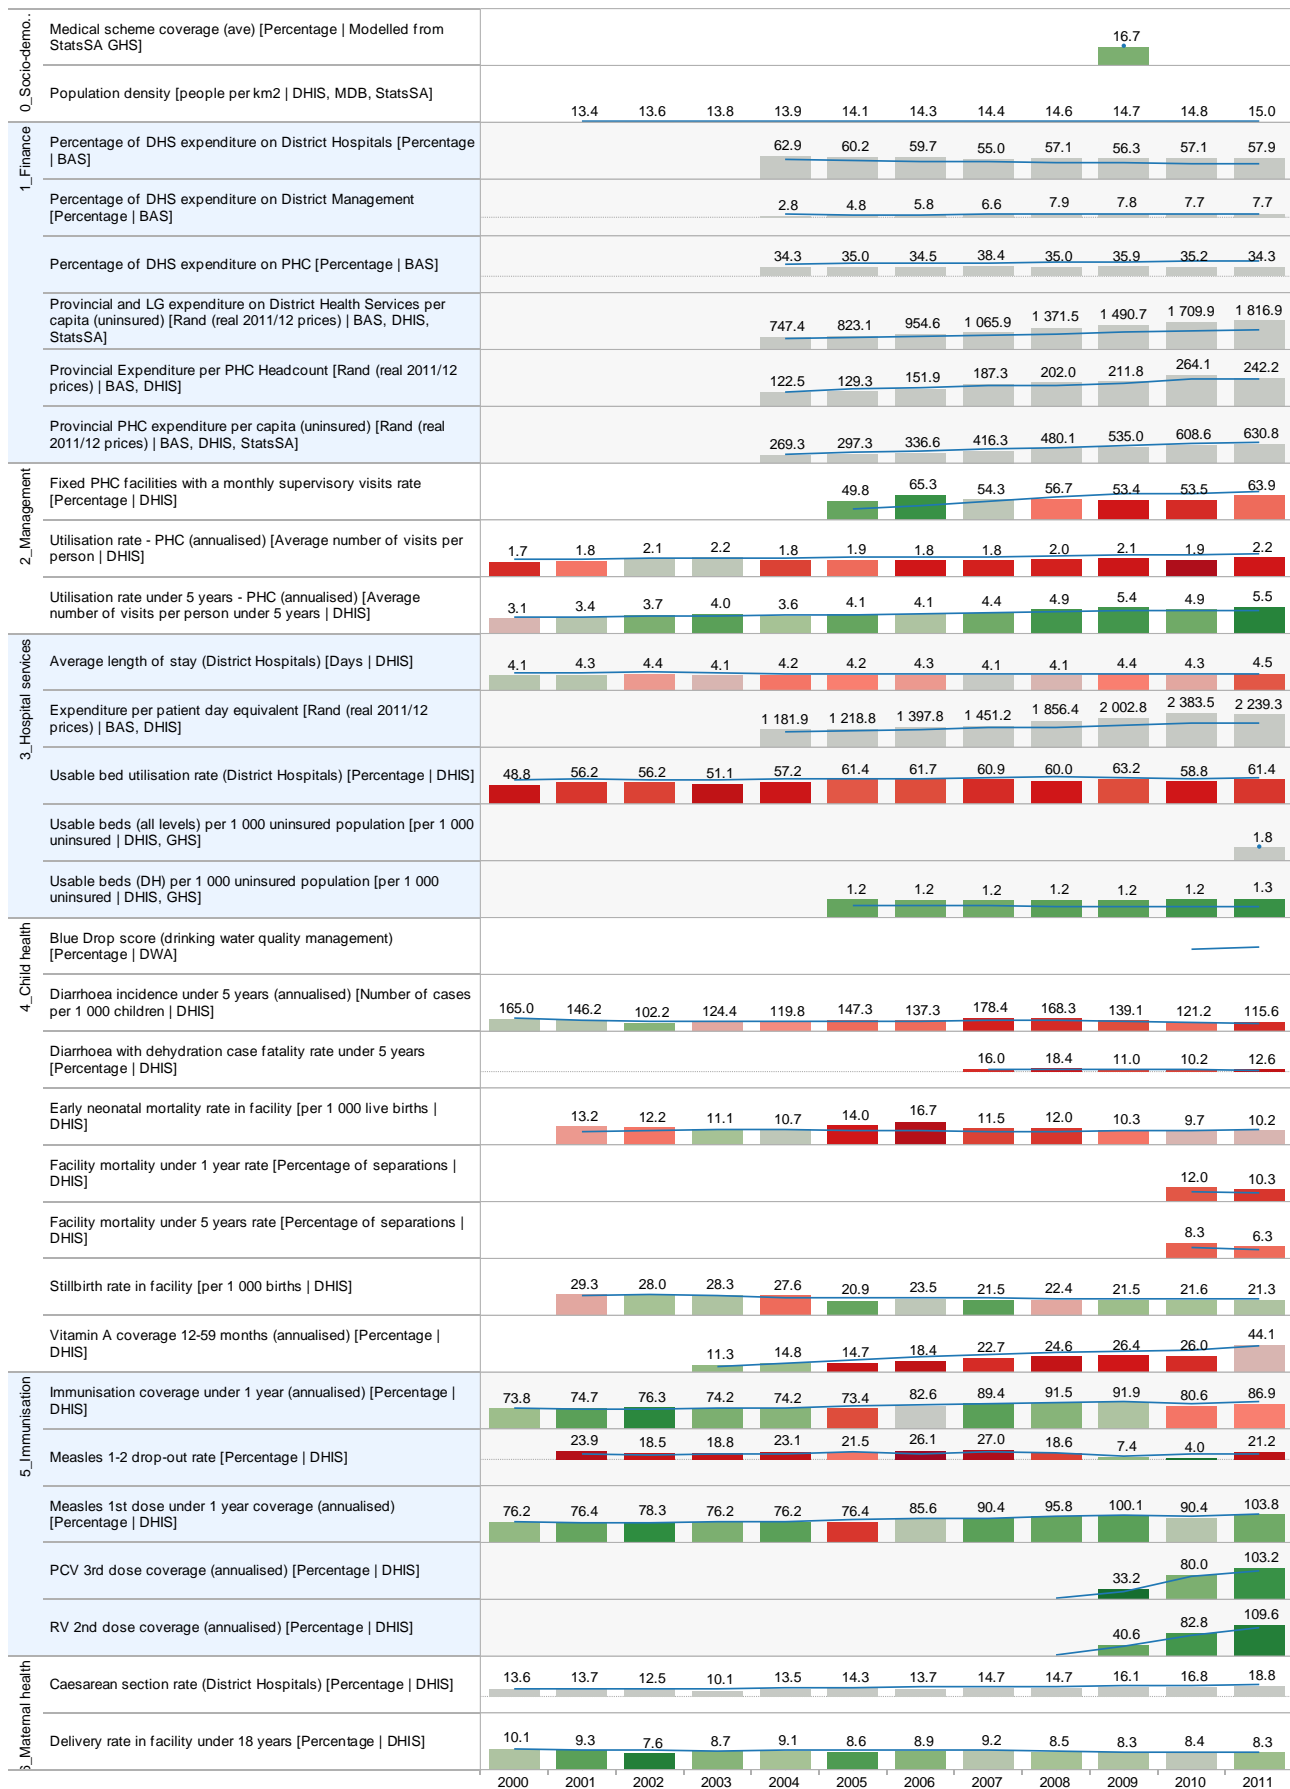 0_Socio-demo..
Medical scheme coverage (ave) [Percentage | Modelled from
StatsSA GHS]
16.7
Population density [people per km2 | DHIS, MDB, StatsSA]
13.4 13.6 13.8 13.9 14.1 14.3 14.4 14.6 14.7 14.8 15.0
1_Finance
Percentage of DHS expenditure on District Hospitals [Percentage
| BAS]
62.9 60.2 59.7 55.0 57.1 56.3 57.1 57.9
Percentage of DHS expenditure on District Management
[Percentage | BAS]
2.8 4.8 5.8 6.6 7.9 7.8 7.7 7.7
Percentage of DHS expenditure on PHC [Percentage | BAS]
34.3 35.0 34.5 38.4 35.0 35.9 35.2 34.3
Provincial and LG expenditure on District Health Services per
capita (uninsured) [Rand (real 2011/12 prices) | BAS, DHIS,
StatsSA]
747.4 823.1 954.6 1 065.9 1 371.5 1 490.7 1 709.9 1 816.9
Provincial Expenditure per PHC Headcount [Rand (real 2011/12
prices) | BAS, DHIS]
122.5 129.3 151.9 187.3 202.0 211.8 264.1 242.2
Provincial PHC expenditure per capita (uninsured) [Rand (real
2011/12 prices) | BAS, DHIS, StatsSA]
269.3 297.3 336.6 416.3 480.1 535.0 608.6 630.8
2_Management
Fixed PHC facilities with a monthly supervisory visits rate
[Percentage | DHIS]
49.8 65.3 54.3 56.7 53.4 53.5 63.9
Utilisation rate - PHC (annualised) [Average number of visits per
person | DHIS]
1.7 1.8 2.1 2.2 1.8 1.9 1.8 1.8 2.0 2.1 1.9 2.2
Utilisation rate under 5 years - PHC (annualised) [Average
number of visits per person under 5 years | DHIS]
3.1 3.4 3.7 4.0 3.6 4.1 4.1 4.4 4.9 5.4 4.9 5.5
3_Hospital services
Average length of stay (District Hospitals) [Days | DHIS]
4.1 4.3 4.4 4.1 4.2 4.2 4.3 4.1 4.1 4.4 4.3 4.5
Expenditure per patient day equivalent [Rand (real 2011/12
prices) | BAS, DHIS]
1 181.9 1 218.8 1 397.8 1 451.2 1 856.4 2 002.8 2 383.5 2 239.3
Usable bed utilisation rate (District Hospitals) [Percentage | DHIS]
48.8 56.2 56.2 51.1 57.2 61.4 61.7 60.9 60.0 63.2 58.8 61.4
Usable beds (all levels) per 1 000 uninsured population [per 1 000
uninsured | DHIS, GHS]
1.8
Usable beds (DH) per 1 000 uninsured population [per 1 000
uninsured | DHIS, GHS]
1.2 1.2 1.2 1.2 1.2 1.2 1.3
4_Child health
Blue Drop score (drinking water quality management)
[Percentage | DWA]
Diarrhoea incidence under 5 years (annualised) [Number of cases
per 1 000 children | DHIS]
165.0 146.2 102.2 124.4 119.8 147.3 137.3 178.4 168.3 139.1 121.2 115.6
Diarrhoea with dehydration case fatality rate under 5 years
[Percentage | DHIS]
16.0 18.4 11.0 10.2 12.6
Early neonatal mortality rate in facility [per 1 000 live births |
DHIS]
13.2 12.2 11.1 10.7 14.0 16.7 11.5 12.0 10.3 9.7 10.2
Facility mortality under 1 year rate [Percentage of separations |
DHIS]
12.0 10.3
Facility mortality under 5 years rate [Percentage of separations |
DHIS]
8.3 6.3
Stillbirth rate in facility [per 1 000 births | DHIS]
29.3 28.0 28.3 27.6 20.9 23.5 21.5 22.4 21.5 21.6 21.3
Vitamin A coverage 12-59 months (annualised) [Percentage |
DHIS]
11.3 14.8 14.7 18.4 22.7 24.6 26.4 26.0 44.1
5_Immunisation
Immunisation coverage under 1 year (annualised) [Percentage |
DHIS]
73.8 74.7 76.3 74.2 74.2 73.4 82.6 89.4 91.5 91.9 80.6 86.9
Measles 1-2 drop-out rate [Percentage | DHIS]
23.9 18.5 18.8 23.1 21.5 26.1 27.0 18.6 7.4 4.0 21.2
Measles 1st dose under 1 year coverage (annualised)
[Percentage | DHIS]
76.2 76.4 78.3 76.2 76.2 76.4 85.6 90.4 95.8 100.1 90.4 103.8
PCV 3rd dose coverage (annualised) [Percentage | DHIS]
33.2 80.0 103.2
RV 2nd dose coverage (annualised) [Percentage | DHIS]
40.6 82.8 109.6
6_Maternal health
Caesarean section rate (District Hospitals) [Percentage | DHIS]
13.6 13.7 12.5 10.1 13.5 14.3 13.7 14.7 14.7 16.1 16.8 18.8
Delivery rate in facility under 18 years [Percentage | DHIS]
10.1 9.3 7.6 8.7 9.1 8.6 8.9 9.2 8.5 8.3 8.4 8.3
2000 2001 2002 2003 2004 2005 2006 2007 2008 2009 2010 2011